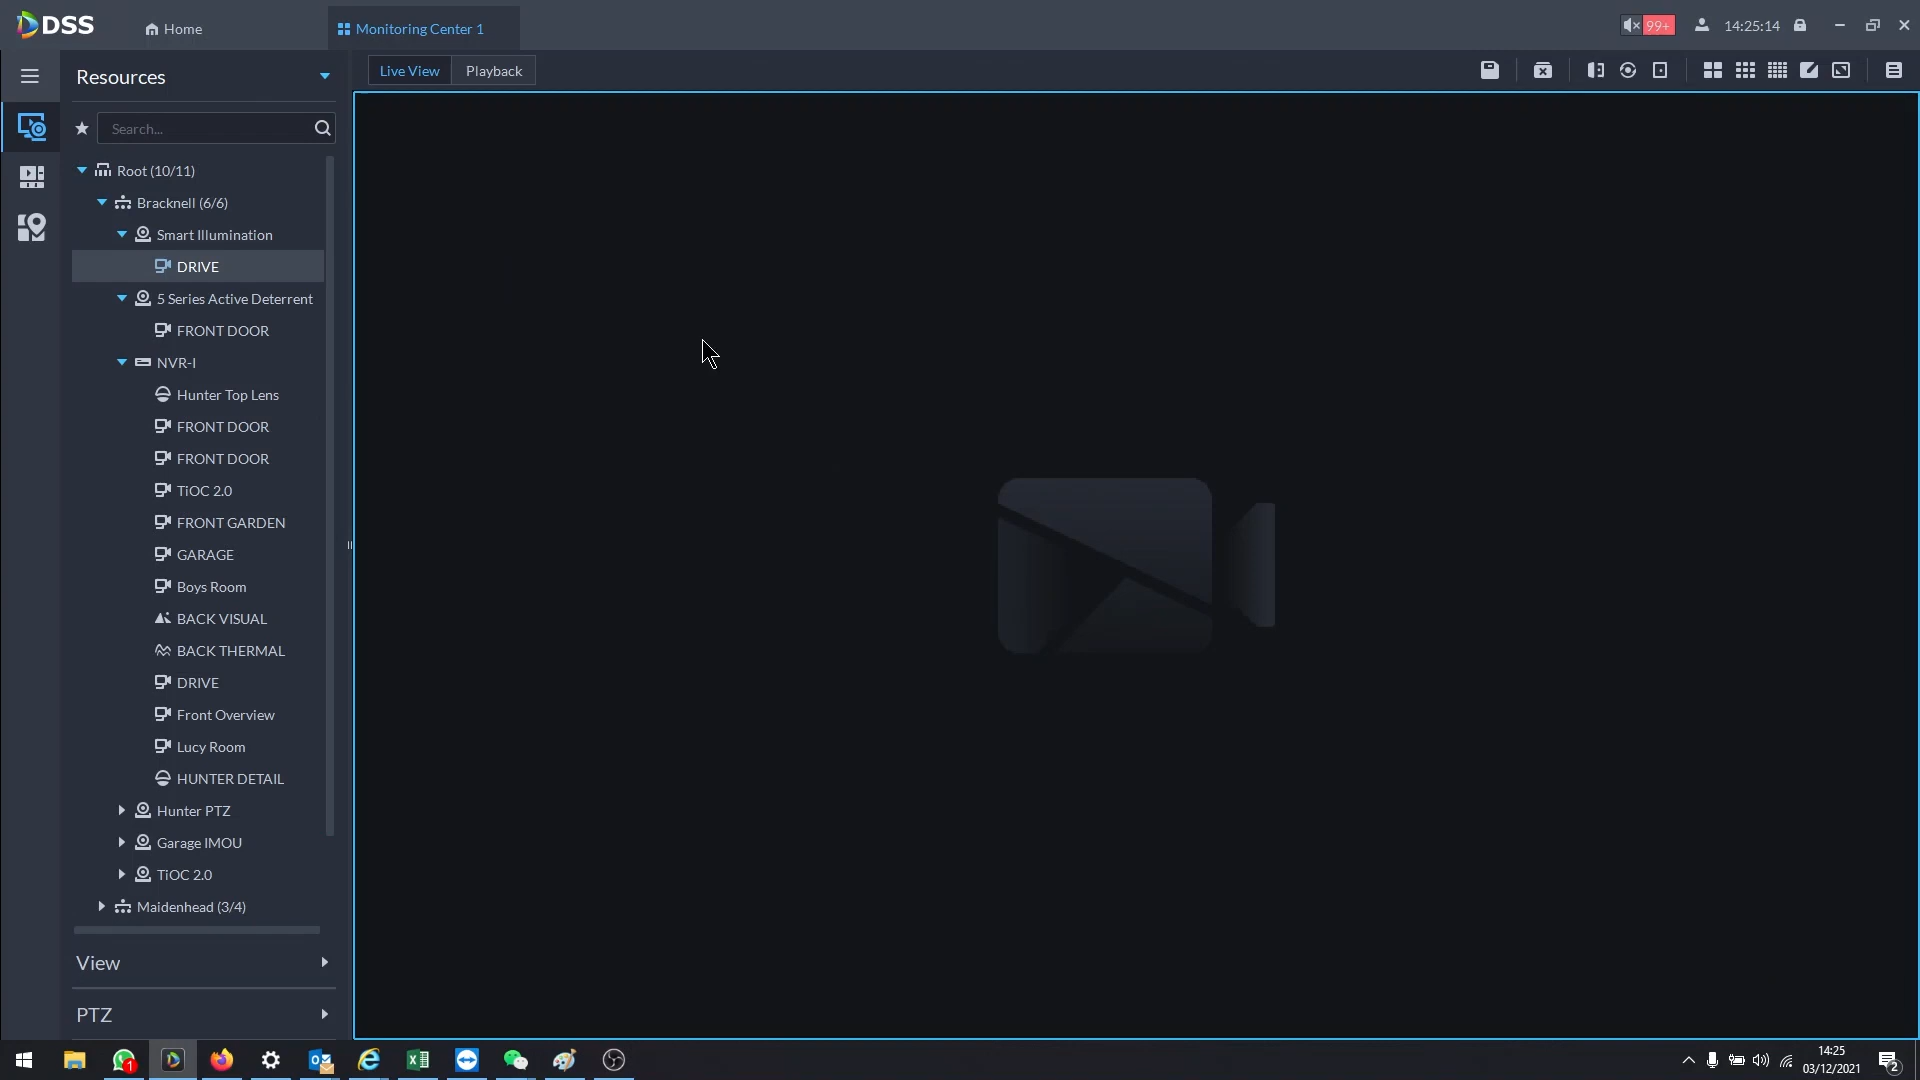 DSS
Home
Monitoring Center 1
99+
14:25:14
Resources
Live View
Playback
Search...
Root (10/11)
Bracknell (6/6)
Smart Illumination
DRIVE
5 Series Active Deterrent
FRONT DOOR
NVR-I
Hunter Top Lens
FRONT DOOR
FRONT DOOR
TiOC 2.0
FRONT GARDEN
GARAGE
Boys Room
BACK VISUAL
BACK THERMAL
DRIVE
Front Overview
Lucy Room
HUNTER DETAIL
Hunter PTZ
Garage IMOU
TiOC 2.0
Maidenhead (3/4)
View
PTZ
1
14:25
03/12/2021
2